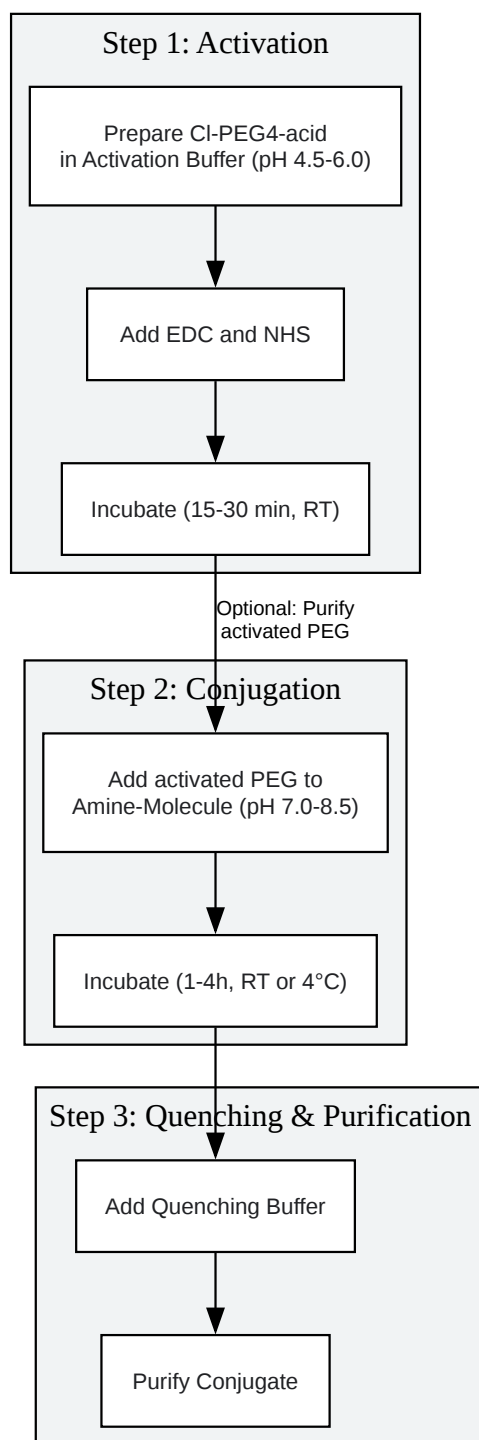 Step 1: Activation
Prepare Cl-PEG4-acid
in Activation Buffer (pH 4.5-6.0)
Add EDC and NHS
Incubate (15-30 min, RT)
Optional: Purify
activated PEG
Step 2: Conjugation
Add activated PEG to
Amine-Molecule (pH 7.0-8.5)
Incubate (1-4h, RT or 4°C)
Step 3: Quenching & Purification
Add Quenching Buffer
Purify Conjugate